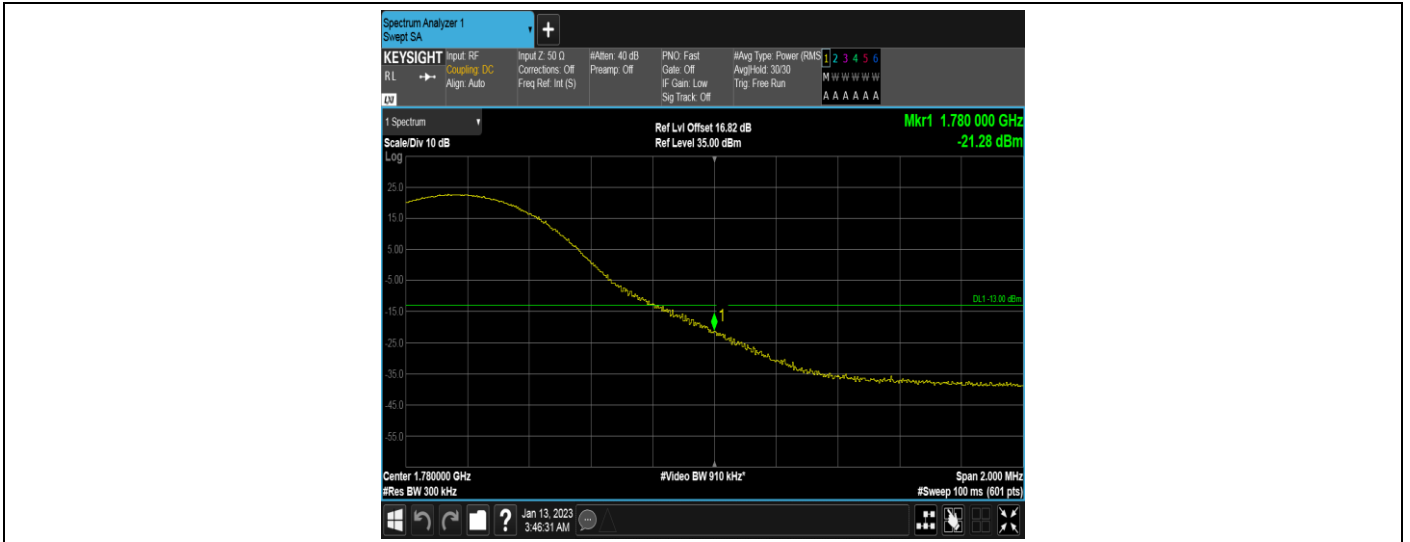 Spectrum Analyzer 1
Swept SA
+
KEYSIGHT
RL
LXI
Input: RF
Coupling: DC
Align: Auto
Input Z: 50 Ω
Corrections: Off
Freq Ref: Int (S)
#Atten: 40 dB
Preamp: Off
PNO: Fast
Gate: Off
IF Gain: Low
Sig Track: Off
#Avg Type: Power (RMS
Avg|Hold: 30/30
Trig: Free Run
1 2 3 4 5 6
M W W W W W
A A A A A A
1 Spectrum
Scale/Div 10 dB
Ref Lvl Offset 16.82 dB
Ref Level 35.00 dBm
Mkr1 1.780 000 GHz
-21.28 dBm
Log
25.0
15.0
5.00
-5.00
-15.0
-25.0
-35.0
-45.0
-55.0
DL1 -13.00 dBm
1
Center 1.780000 GHz
#Res BW 300 kHz
#Video BW 910 kHz*
Span 2.000 MHz
#Sweep 100 ms (601 pts)
?
Jan 13, 2023
3:46:31 AM